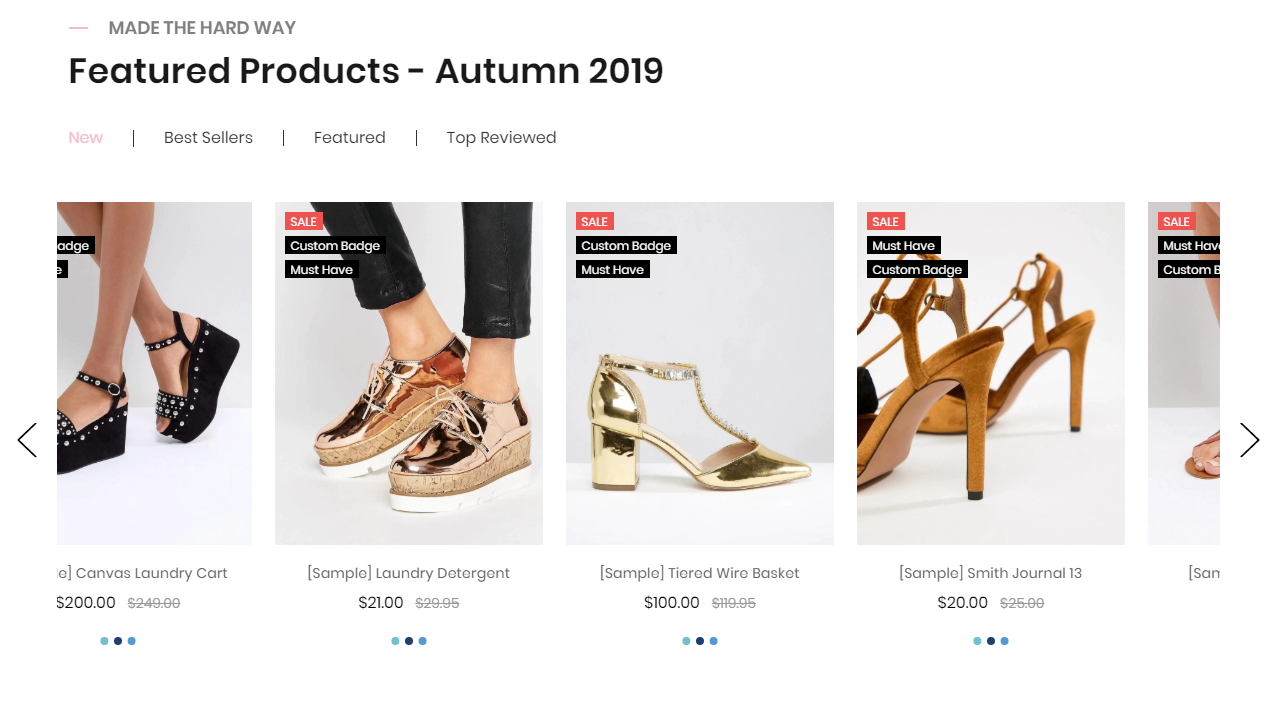 MADE THE HARD WAY
Featured Products - Autumn 2019
New | Best Sellers | Featured | Top Reviewed
SALE
Custom Badge
Must Have
SALE
Custom Badge
Must Have
SALE
Must Have
Custom Badge
SALE
Must
Custom
Canvas Laundry Cart
$200.00 $249.00
[Sample] Laundry Detergent
$21.00 $29.95
[Sample] Tiered Wire Basket
$100.00 $119.95
[Sample] Smith Journal 13
$20.00 $25.00